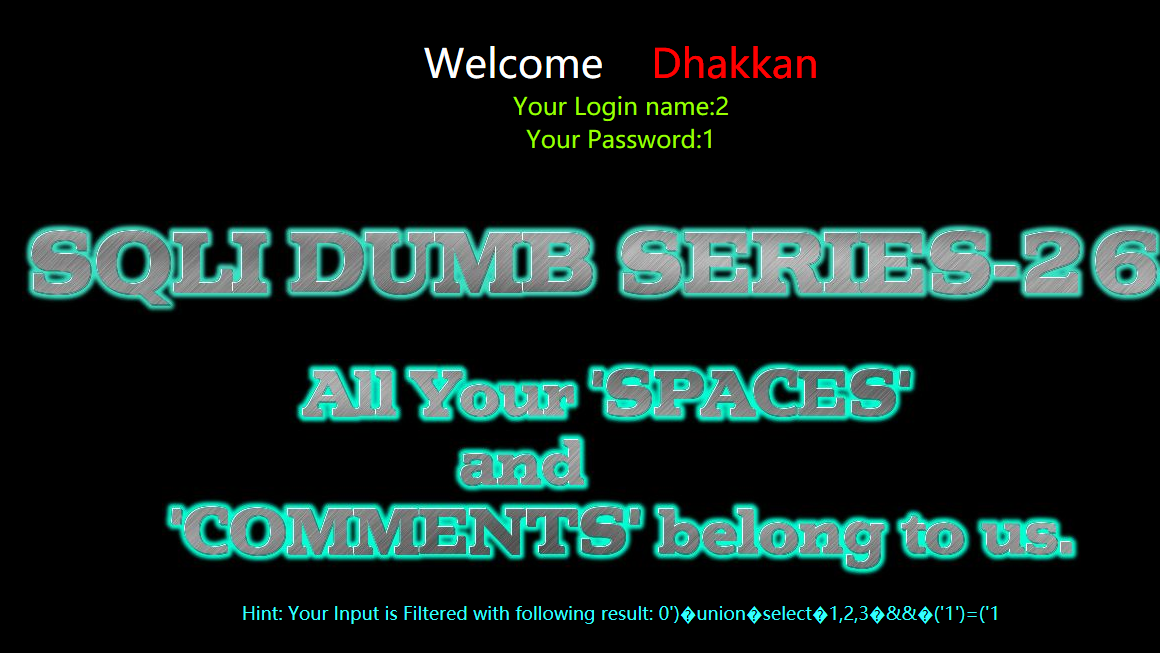 Welcome Dhakkan
Your Login name:2
Your Password:1
SQLI DUMB SERIES-26
All Your 'SPACES'
and
'COMMENTS' belong to us.
Hint: Your Input is Filtered with following result: 0')�union�select�1,2,3�&&�('1')=('1